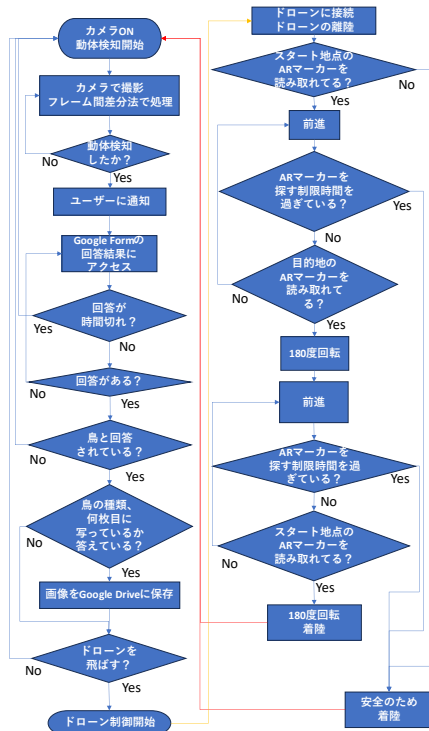 カメラON
動体検知開始
カメラで撮影
フレーム間差分法で処理
動体検知
したか？
No
Yes
ユーザーに通知
Google Formの
回答結果に
アクセス
回答が
時間切れ？
Yes
No
回答がある？
No
Yes
鳥と回答
されている？
No
Yes
鳥の種類、
何枚目に
写っているか
答えている？
No
Yes
画像をGoogle Driveに保存
ドローンを
飛ばす？
No
Yes
ドローン制御開始
ドローンに接続
ドローンの離陸
スタート地点の
ARマーカーを
読み取れてる？
No
Yes
前進
ARマーカーを
探す制限時間を
過ぎている？
Yes
No
目的地の
ARマーカーを
読み取れて
る？
No
Yes
180度回転
前進
ARマーカーを
探す制限時間を過
ぎている？
Yes
No
スタート地点の
ARマーカーを
読み取れてる？
No
Yes
180度回転
着陸
安全のため
着陸